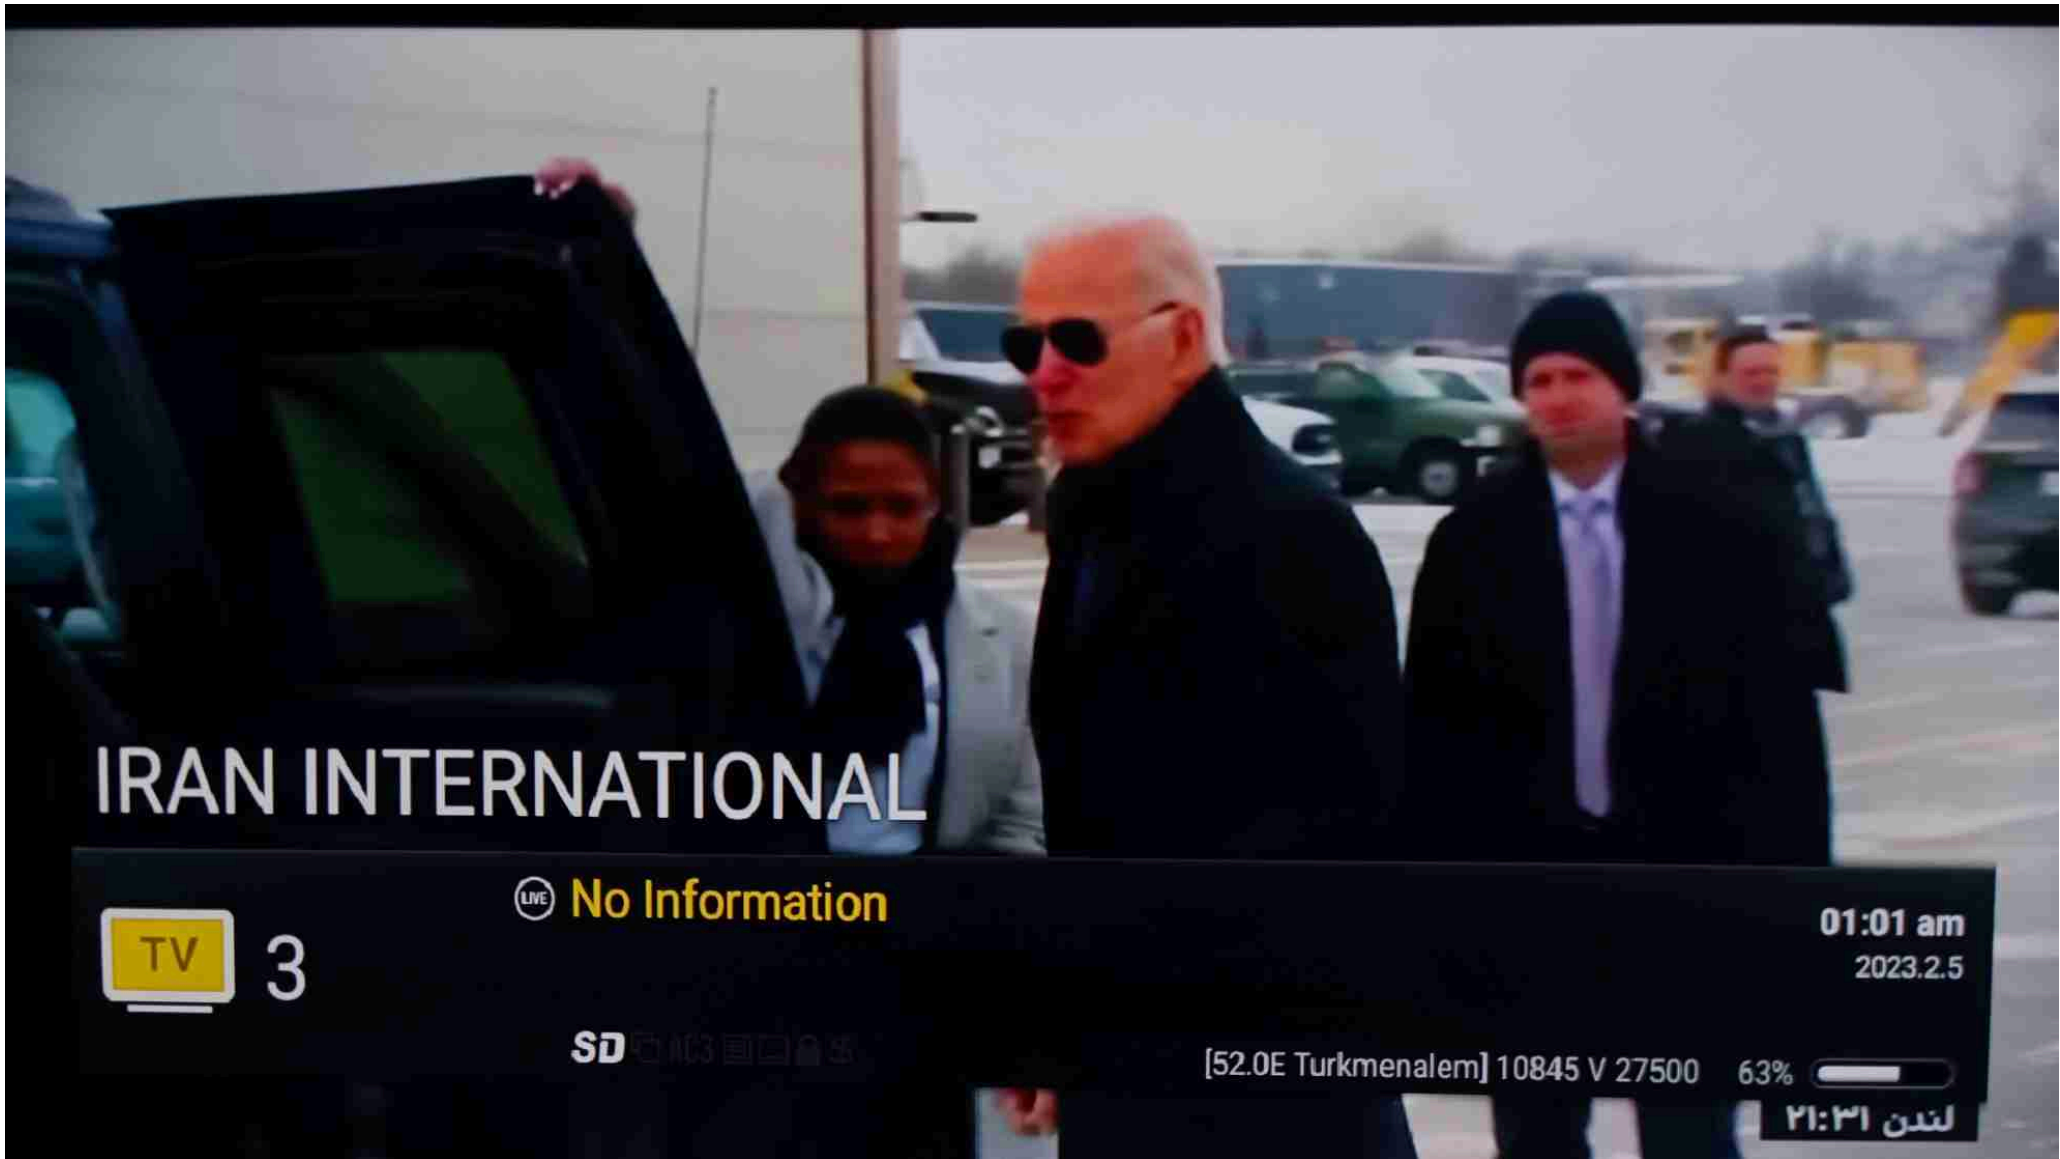 IRAN INTERNATIONAL
LIVE No Information
TV 3
01:01 am
2023.2.5
SD AC3
[52.0E Turkmenalem] 10845 V 27500 63%
لندن ۲۱:۳۱